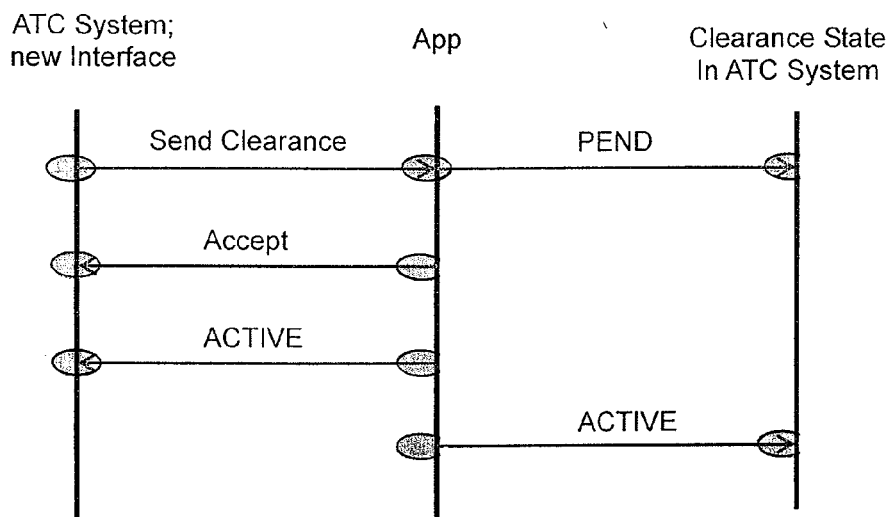 ATC System;
new Interface
App
Clearance State
In ATC System
Send Clearance
PEND
Accept
ACTIVE
ACTIVE